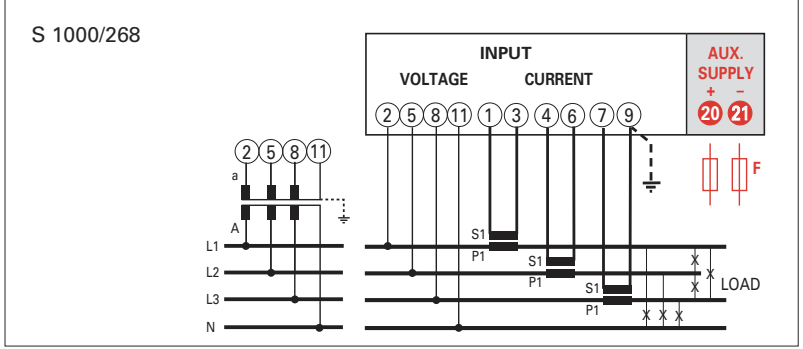 S 1000/268
INPUT
AUX.
SUPPLY
VOLTAGE CURRENT
+ –
2 5 8 11 1 3 4 6 7 9 20 21
2 5 8 11
F
a
A
S1
L1
P1
S1
L2
P1
LOAD
S1
L3
P1
N
X X X X X X